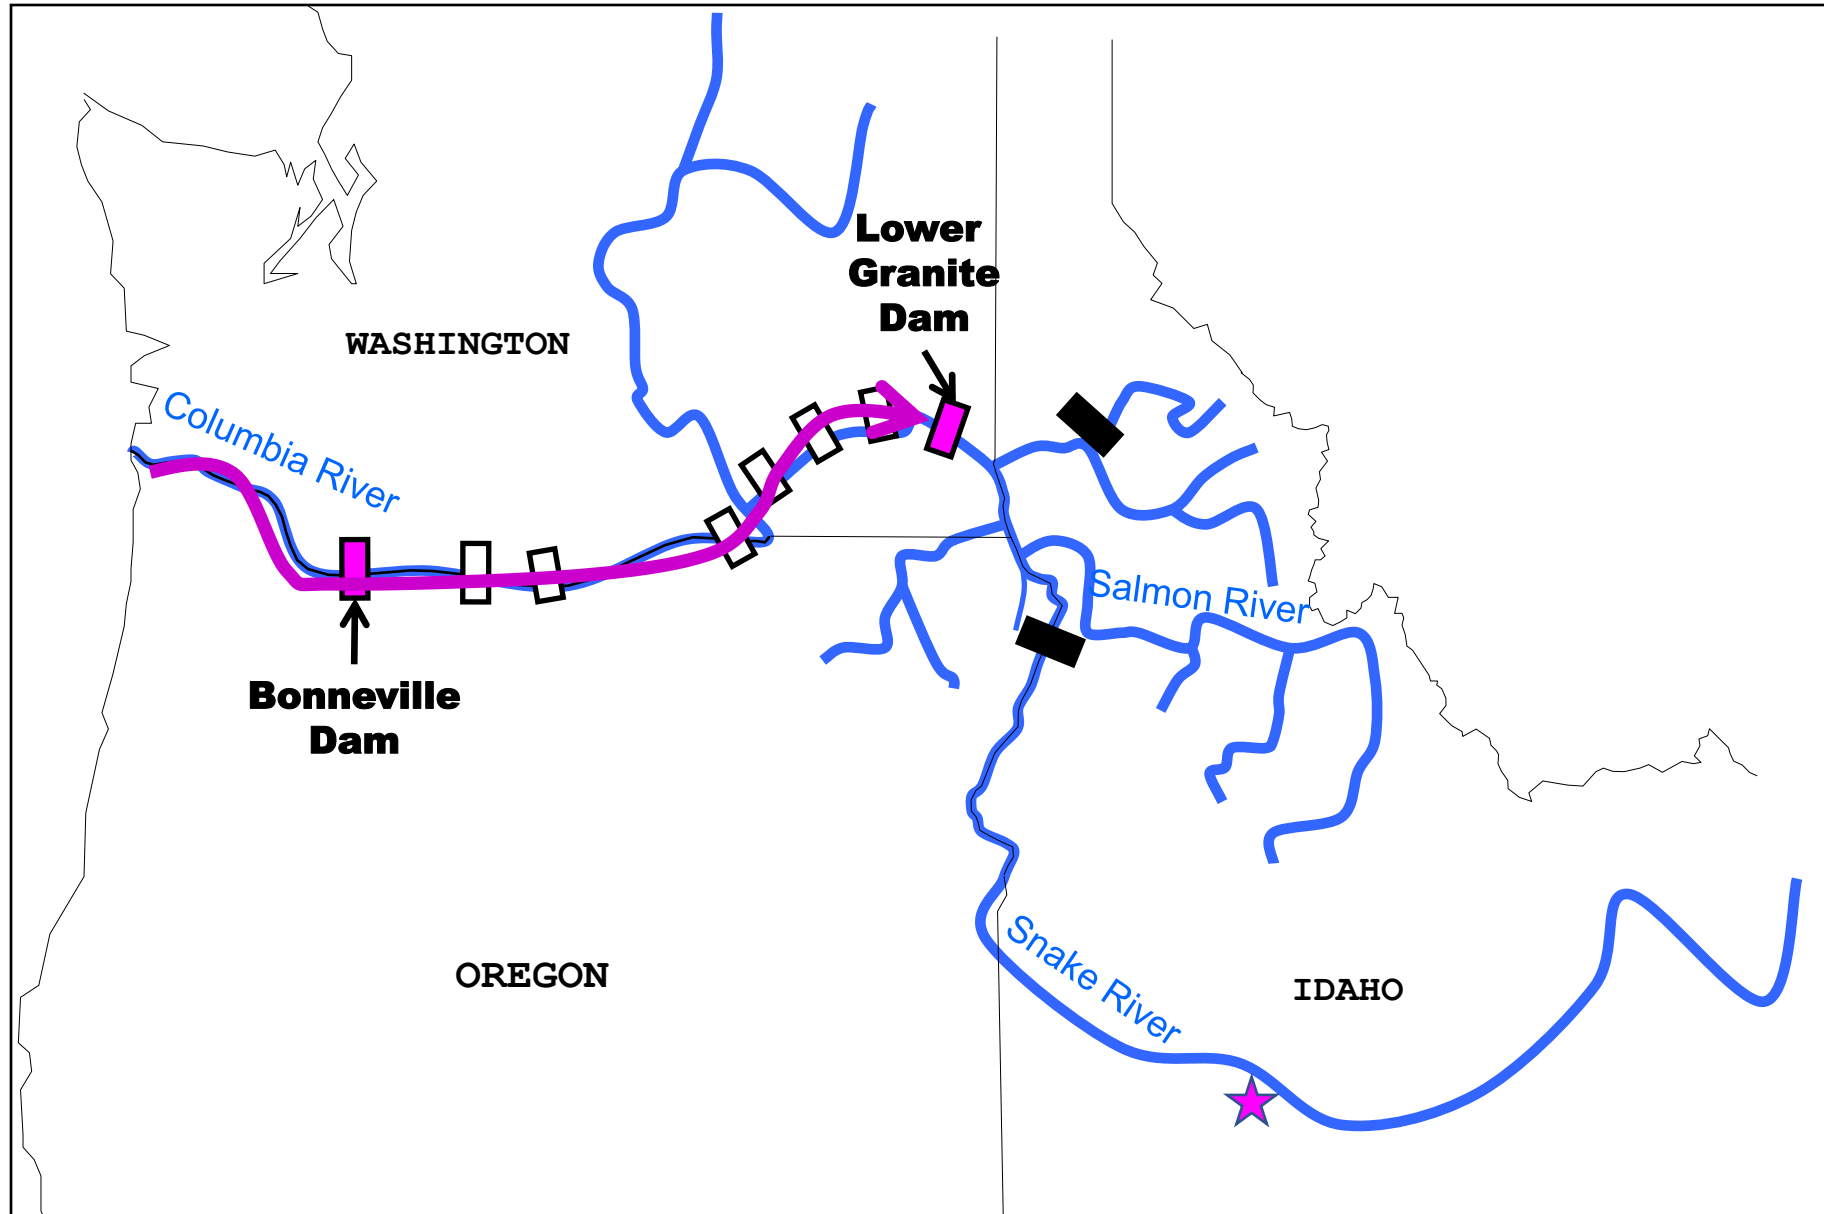 Lower
Granite
Dam
WASHINGTON
Columbia River
Salmon River
Bonneville
Dam
Snake River
OREGON
IDAHO